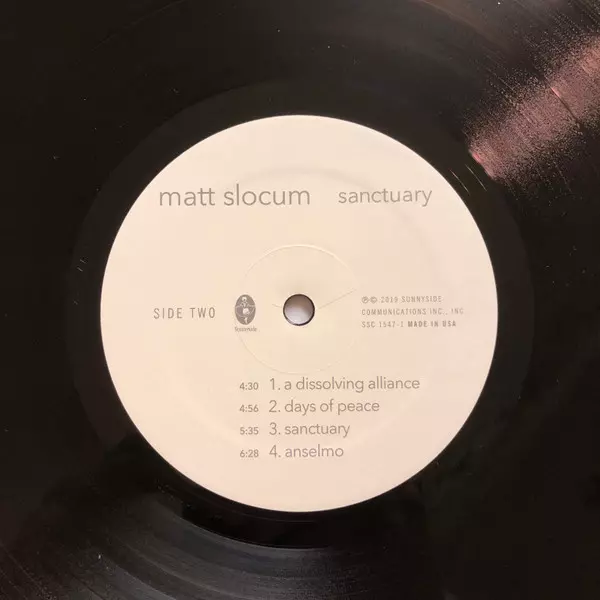 matt slocum sanctuary
SIDE TWO
℗© 2019 SUNNYSIDE
COMMUNICATIONS INC., INC
SSC 1547-1 MADE IN USA
4:30 1. a dissolving alliance
4:56 2. days of peace
5:35 3. sanctuary
6:28 4. anselmo